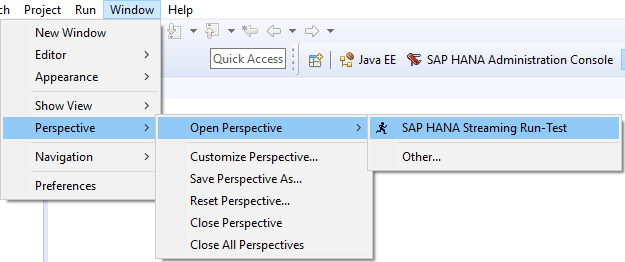 ch Project Run Window Help
New Window
Editor
Appearance
Show View
Perspective
Navigation
Preferences
Quick Access
Java EE
SAP HANA Administration Console
Open Perspective
Customize Perspective...
Save Perspective As...
Reset Perspective...
Close Perspective
Close All Perspectives
SAP HANA Streaming Run-Test
Other...